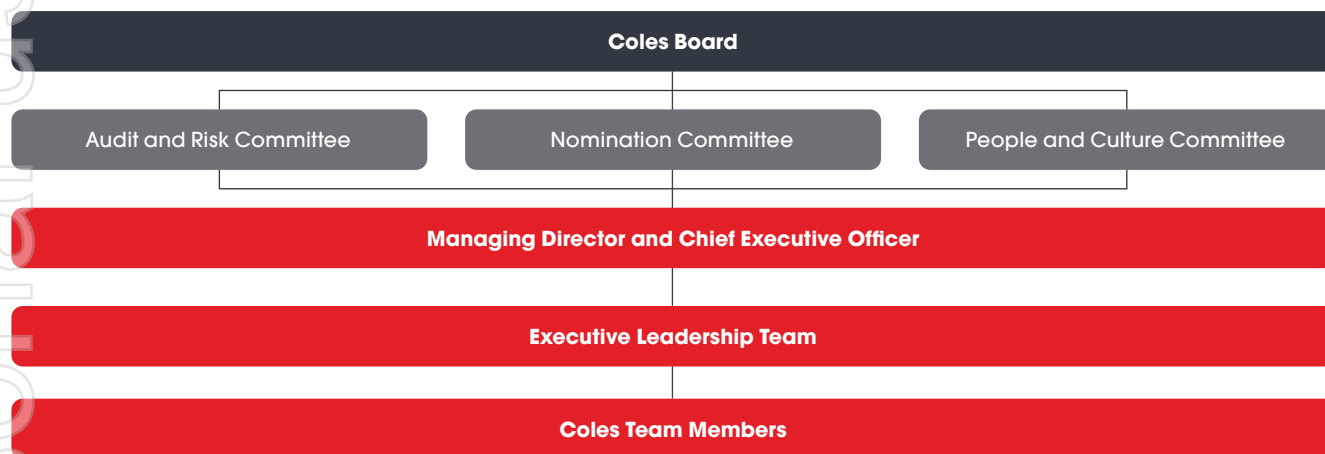 Coles Board
Audit and Risk Committee
Nomination Committee
People and Culture Committee
Managing Director and Chief Executive Officer
Executive Leadership Team
Coles Team Members